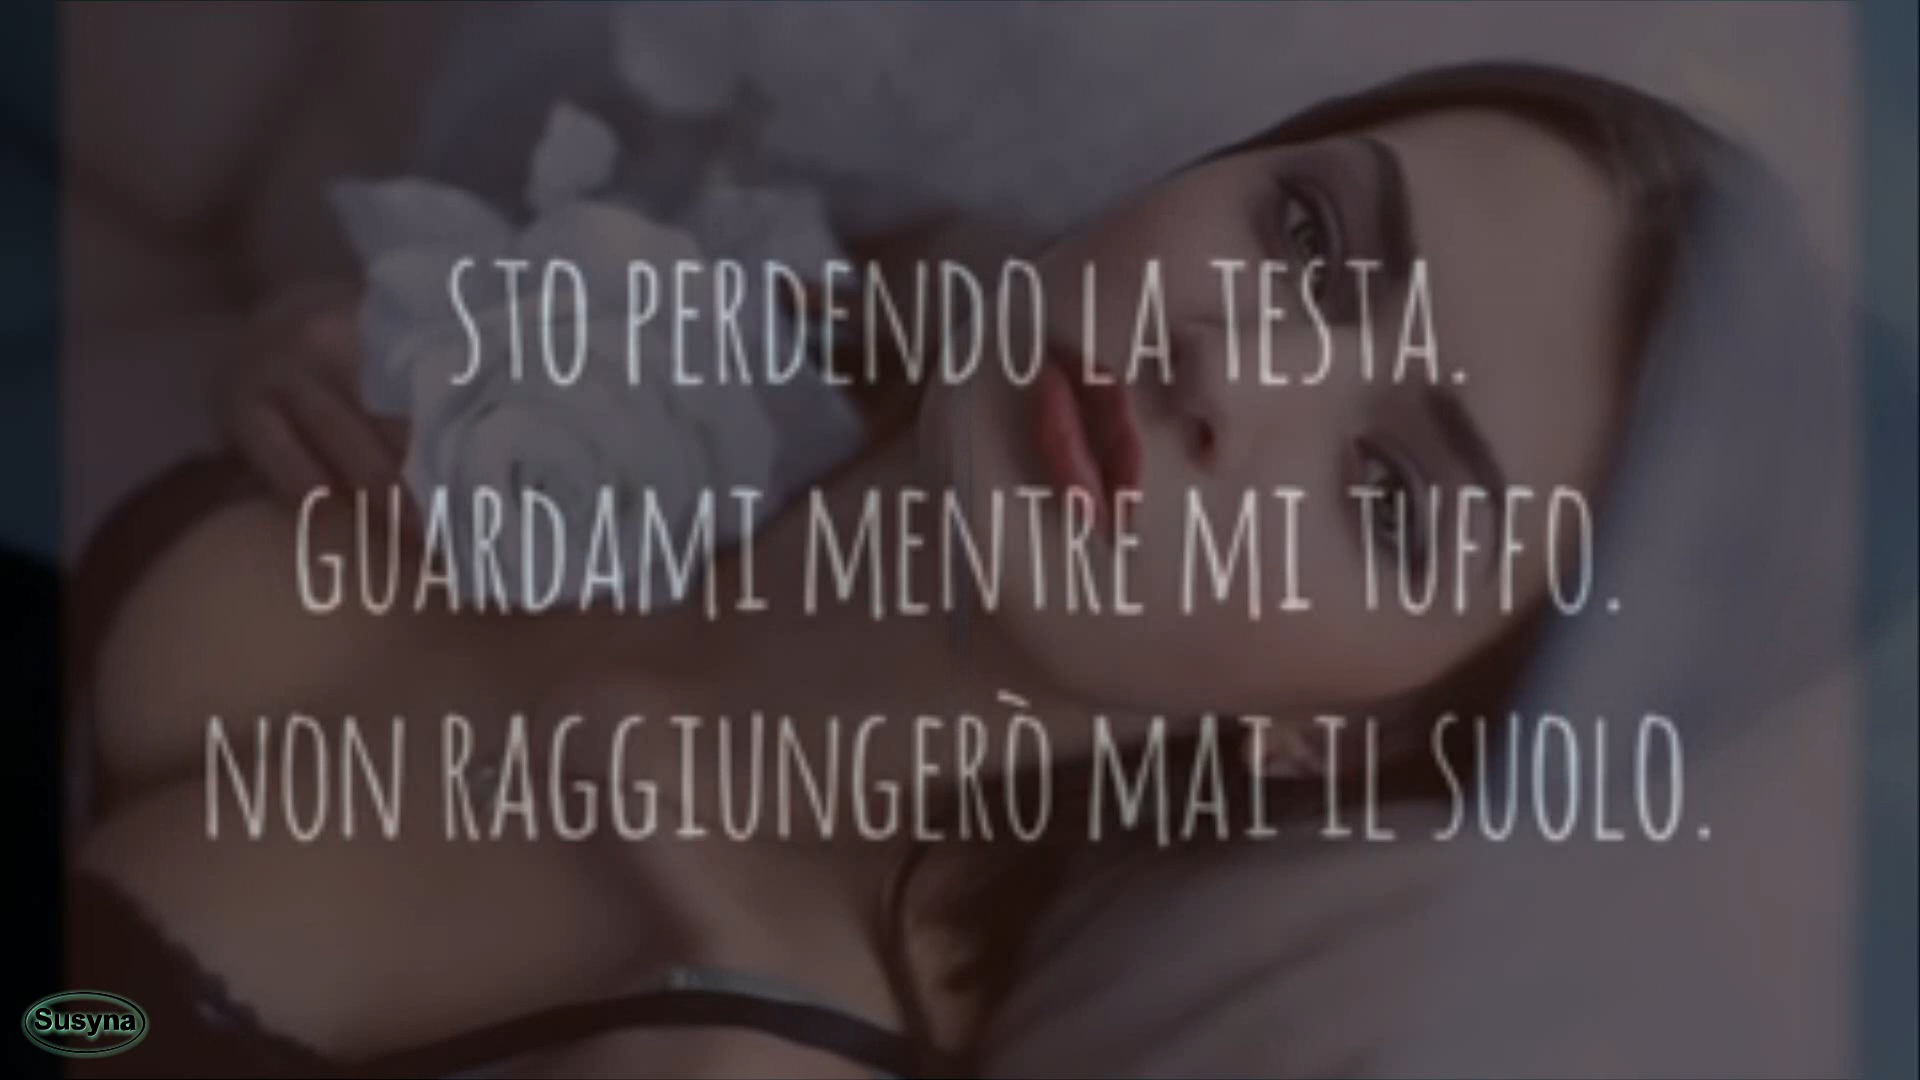 STO PERDENDO LA TESTA.
GUARDAMI MENTRE MI TUFFO.
NON RAGGIUNGERÒ MAI IL SUOLO.
Susyna